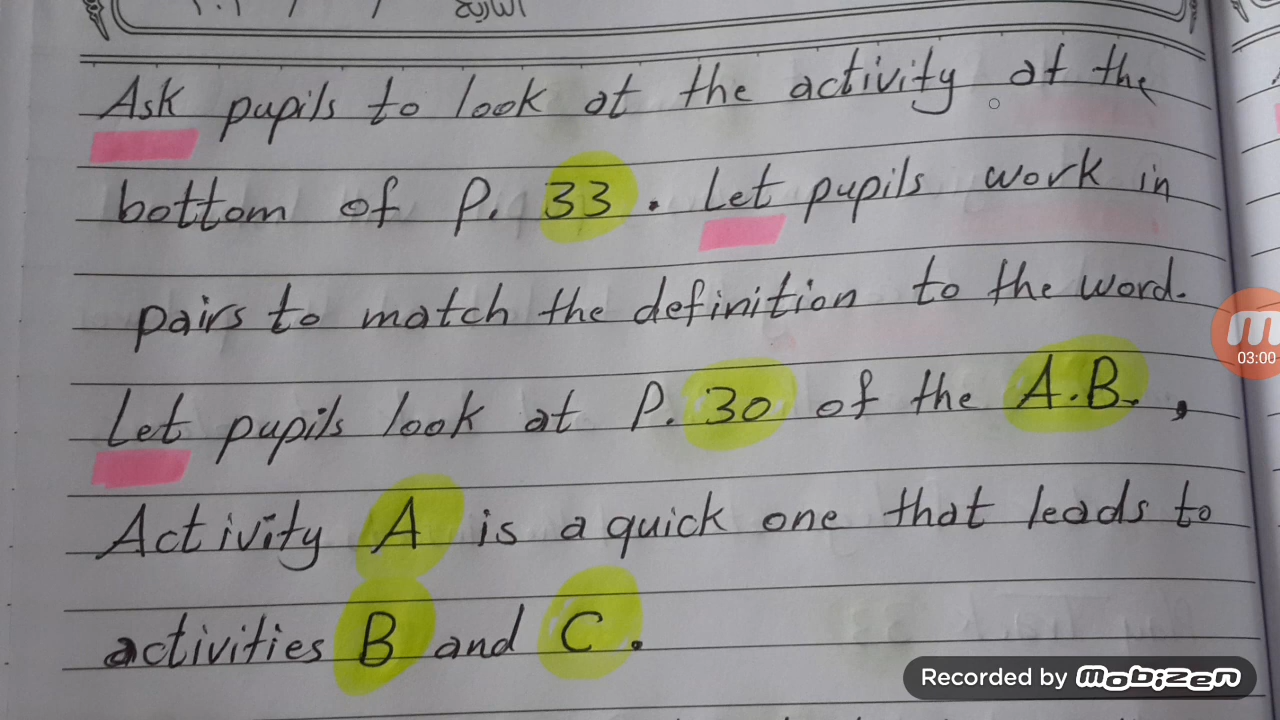 التاريخ / / ١٠٢
Ask pupils to look at the activity at the
bottom of P. 33. Let pupils work in
pairs to match the definition to the word.
Let pupils look at P. 30 of the A.B.,
Activity A is a quick one that leads to
activities B and C.
03:00
Recorded by mobizen